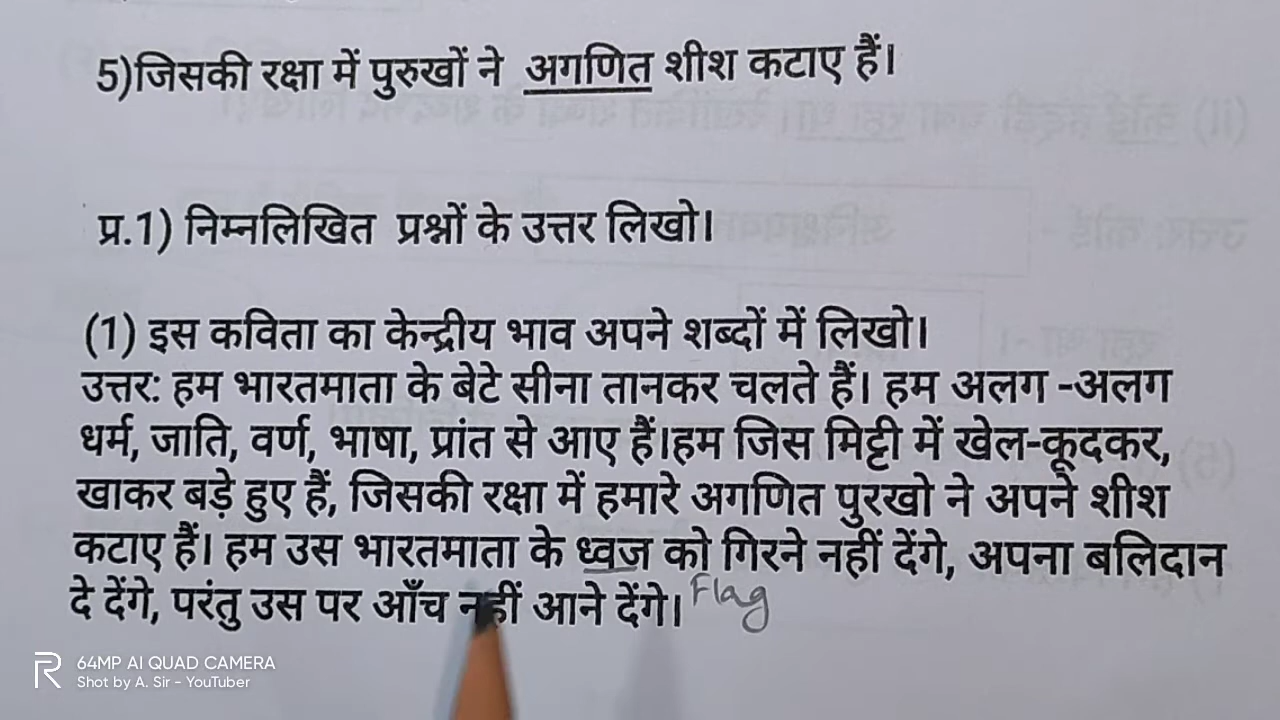 5)जिसकी रक्षा में पुरुखों ने अगणित शीश कटाए हैं।
प्र.1) निम्नलिखित प्रश्नों के उत्तर लिखो।
(1) इस कविता का केन्द्रीय भाव अपने शब्दों में लिखो।
उत्तर: हम भारतमाता के बेटे सीना तानकर चलते हैं। हम अलग -अलग
धर्म, जाति, वर्ण, भाषा, प्रांत से आए हैं।हम जिस मिट्टी में खेल-कूदकर,
खाकर बड़े हुए हैं, जिसकी रक्षा में हमारे अगणित पुरखो ने अपने शीश
कटाए हैं। हम उस भारतमाता के ध्वज को गिरने नहीं देंगे, अपना बलिदान
दे देंगे, परंतु उस पर आँच नहीं आने देंगे। Flag
64MP AI QUAD CAMERA
Shot by A. Sir - YouTuber